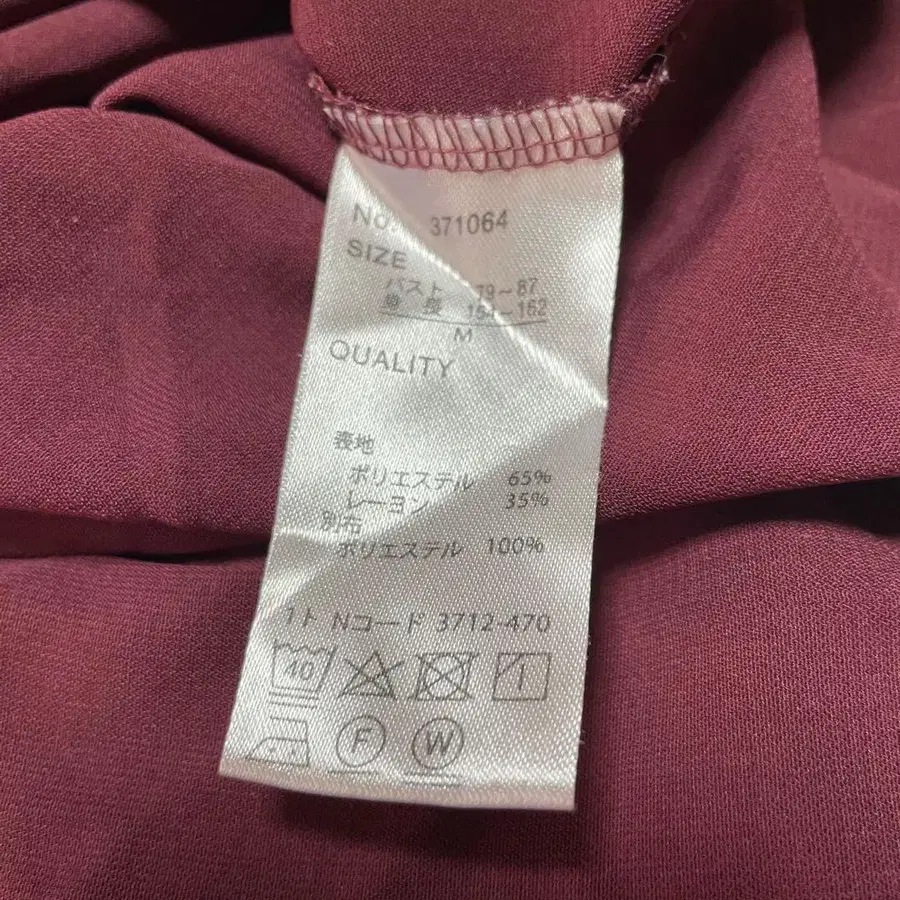 NO. 371064
SIZE
バスト 79～87
身長 154～162
M
QUALITY
表地
ポリエステル 65%
レーヨン 35%
別布
ポリエステル 100%
1ト Nコード 3712-470
40
F W